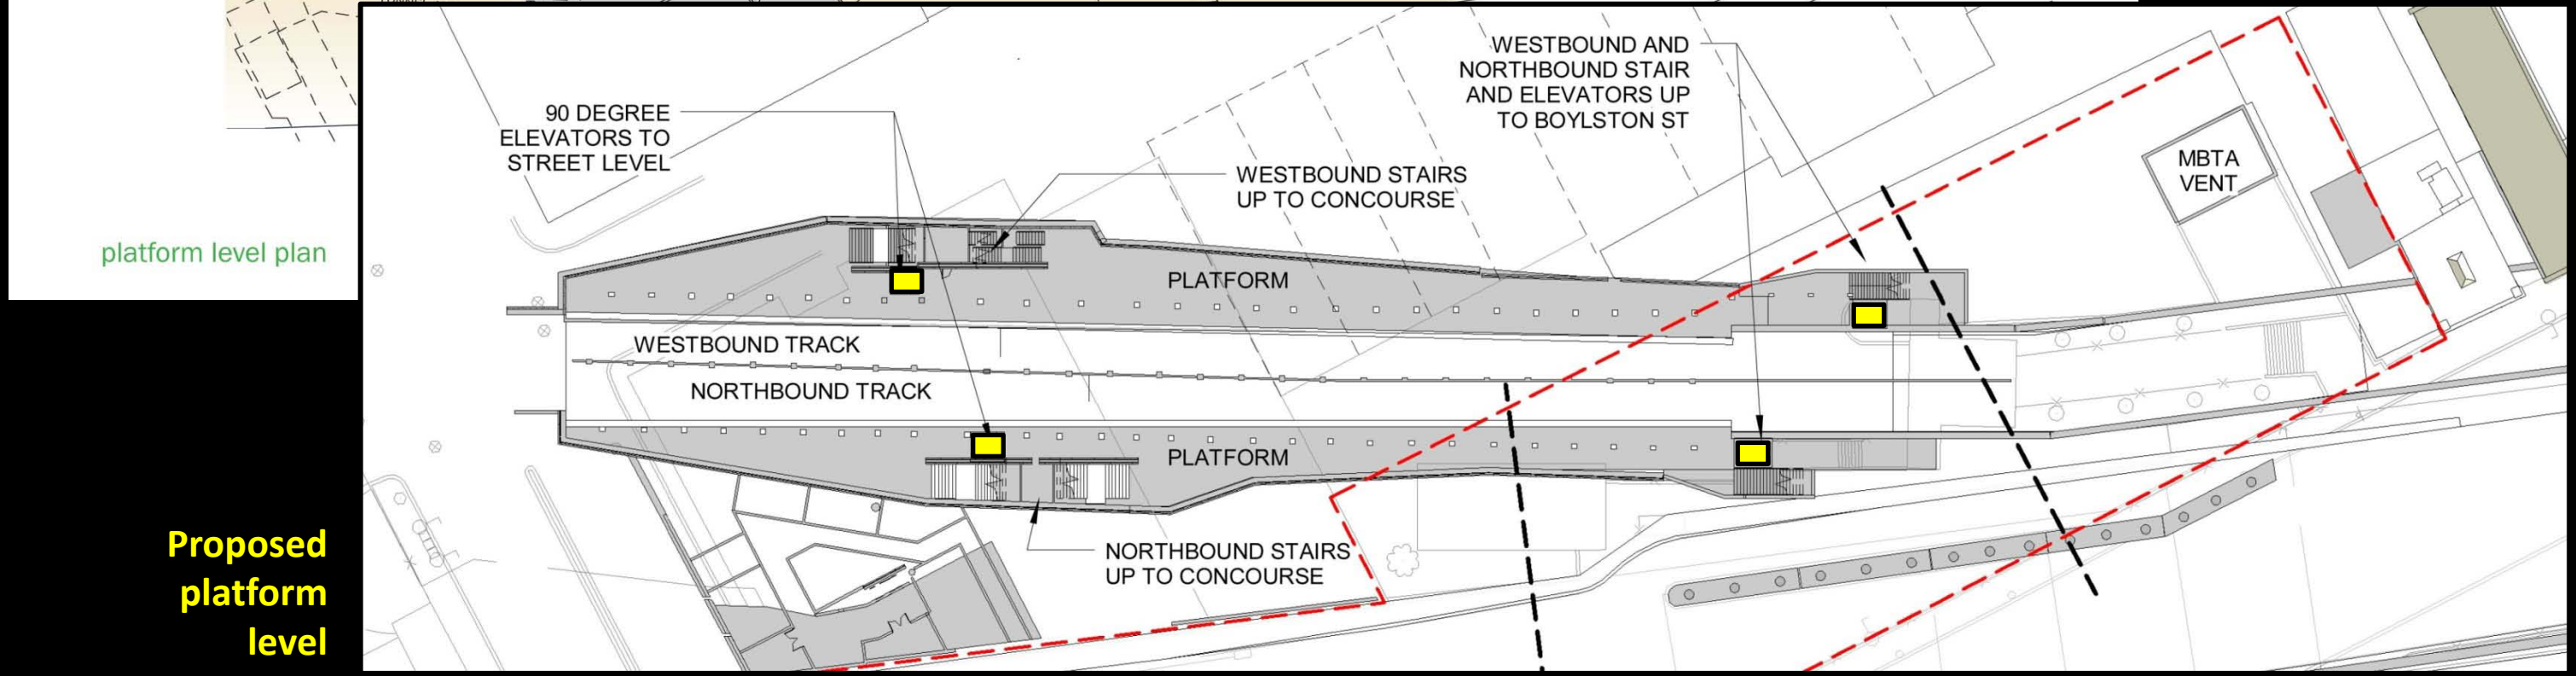 platform level plan
Proposed
platform
level
90 DEGREE
ELEVATORS TO
STREET LEVEL
WESTBOUND STAIRS
UP TO CONCOURSE
WESTBOUND AND
NORTHBOUND STAIR
AND ELEVATORS UP
TO BOYLSTON ST
MBTA
VENT
PLATFORM
WESTBOUND TRACK
NORTHBOUND TRACK
PLATFORM
NORTHBOUND STAIRS
UP TO CONCOURSE